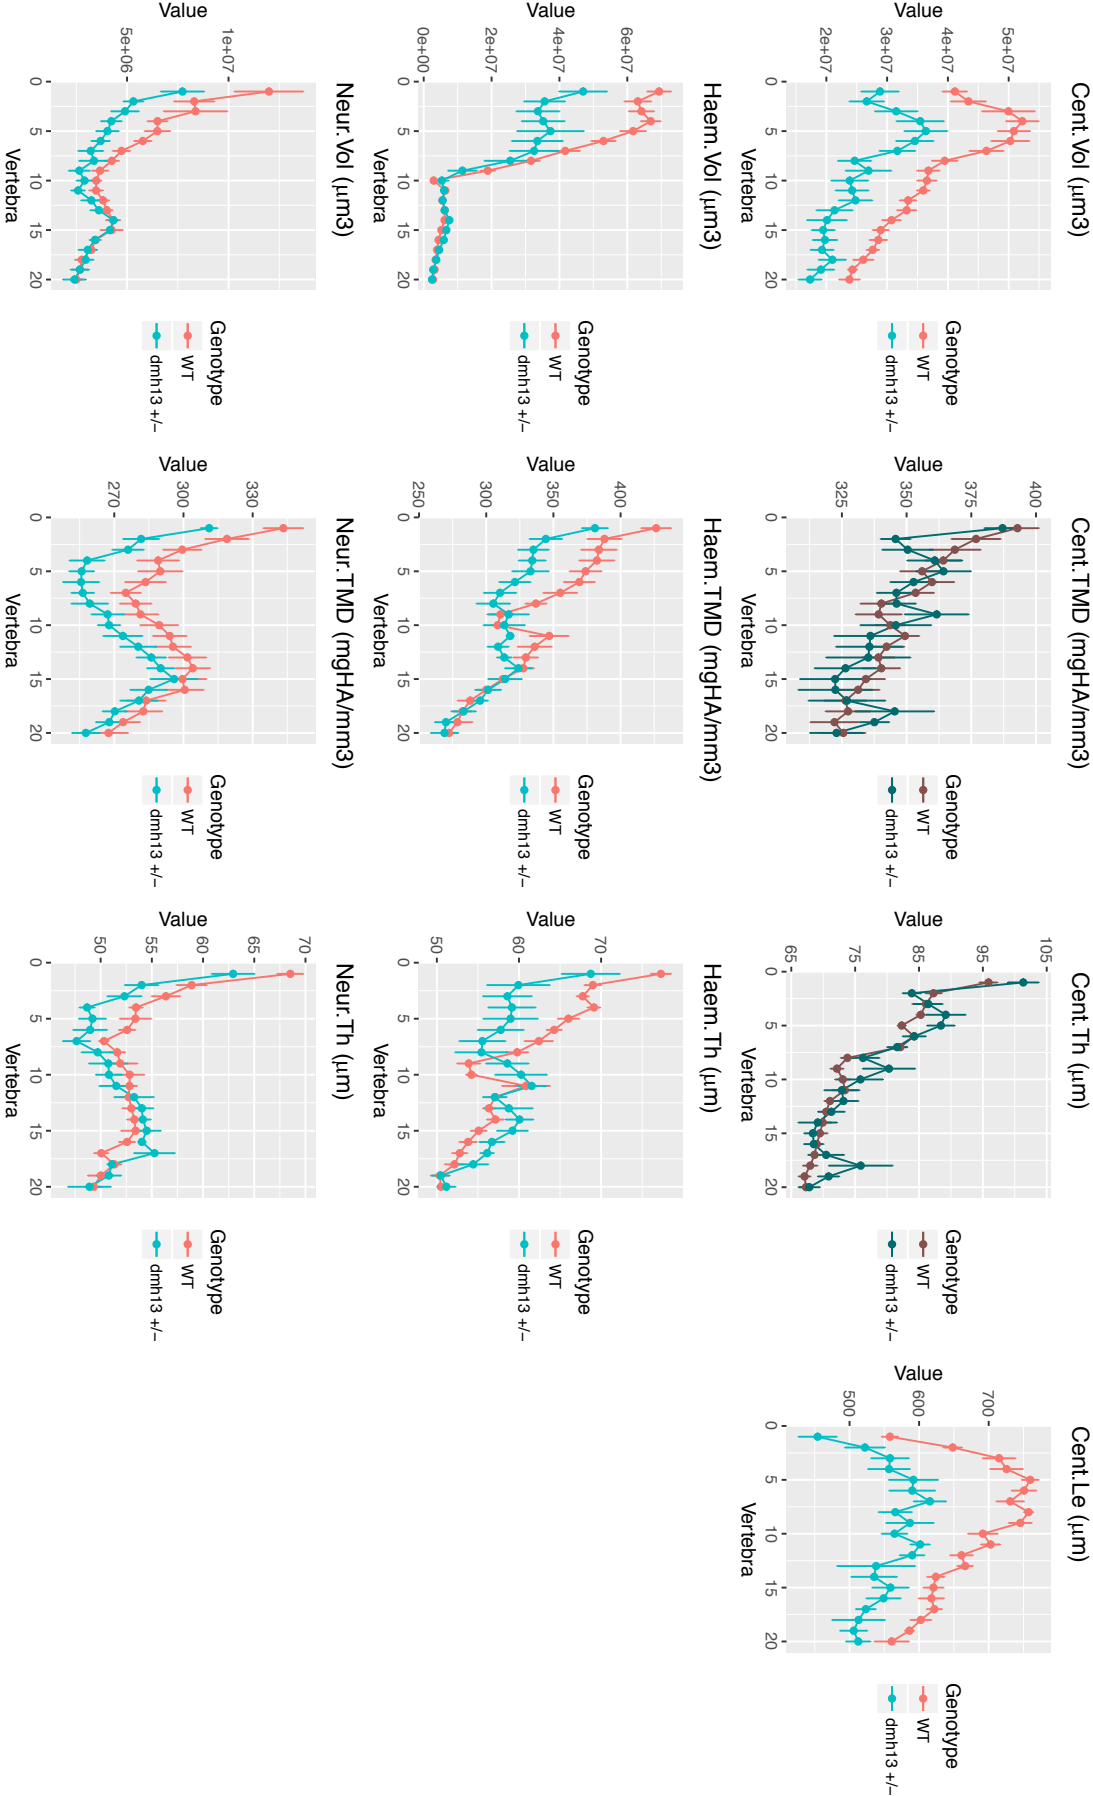 Cent.Vol (μm3)
Value
2e+07 3e+07 4e+07 5e+07
0 5 10 15 20
Vertebra
Genotype
WT
dmh13 +/−
Cent.TMD (mgHA/mm3)
Value
325 350 375 400
0 5 10 15 20
Vertebra
Genotype
WT
dmh13 +/−
Cent.Th (μm)
Value
65 75 85 95 105
0 5 10 15 20
Vertebra
Genotype
WT
dmh13 +/−
Cent.Le (μm)
Value
500 600 700
0 5 10 15 20
Vertebra
Genotype
WT
dmh13 +/−
Haem.Vol (μm3)
Value
0e+00 2e+07 4e+07 6e+07
0 5 10 15 20
Vertebra
Genotype
WT
dmh13 +/−
Haem.TMD (mgHA/mm3)
Value
250 300 350 400
0 5 10 15 20
Vertebra
Genotype
WT
dmh13 +/−
Haem.Th (μm)
Value
50 60 70
0 5 10 15 20
Vertebra
Genotype
WT
dmh13 +/−
Neur.Vol (μm3)
Value
5e+06 1e+07
0 5 10 15 20
Vertebra
Genotype
WT
dmh13 +/−
Neur.TMD (mgHA/mm3)
Value
270 300 330
0 5 10 15 20
Vertebra
Genotype
WT
dmh13 +/−
Neur.Th (μm)
Value
50 55 60 65 70
0 5 10 15 20
Vertebra
Genotype
WT
dmh13 +/−